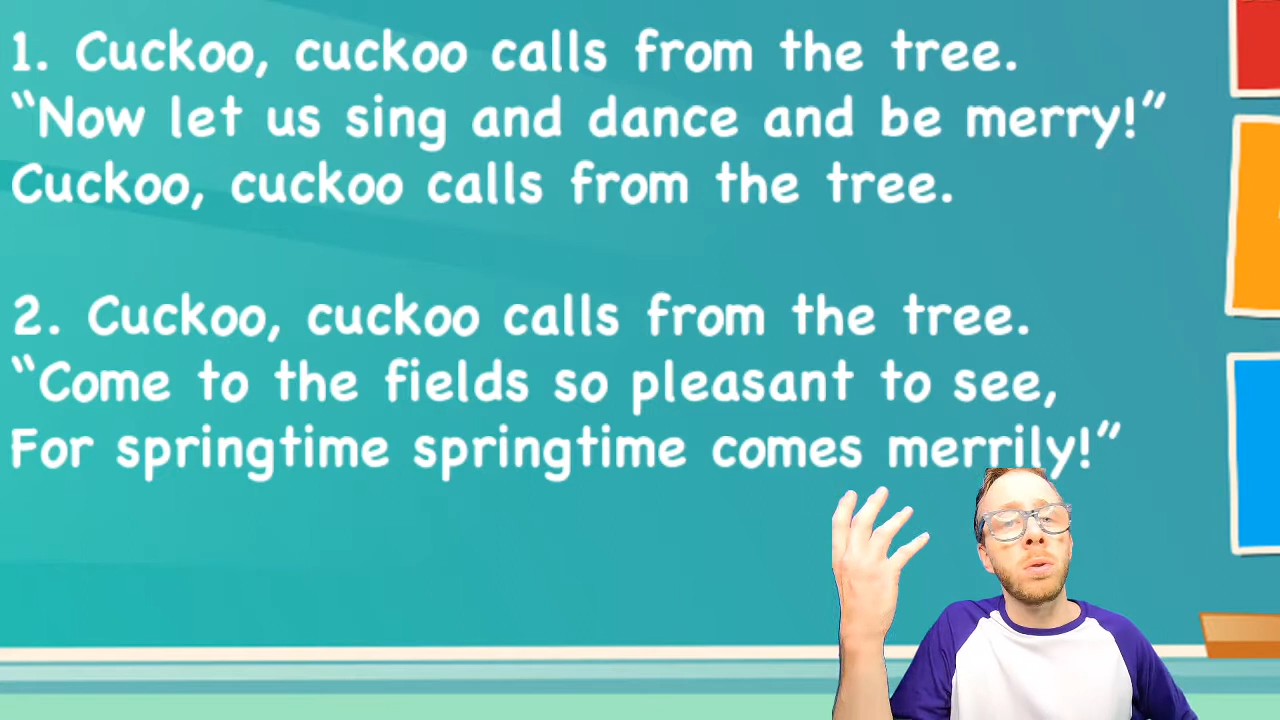 1. Cuckoo, cuckoo calls from the tree.
“Now let us sing and dance and be merry!”
Cuckoo, cuckoo calls from the tree.
2. Cuckoo, cuckoo calls from the tree.
“Come to the fields so pleasant to see,
For springtime springtime comes merrily!”